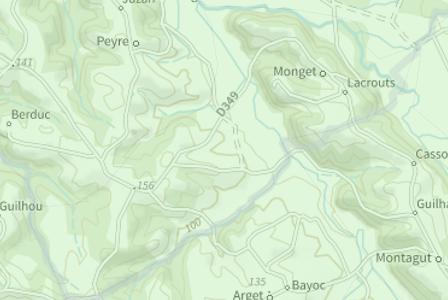 Peyre
141
Monget
Lacrouts
D349
Berduc
156
Guilhou
100
Montagut
135
Bayoc
Arget